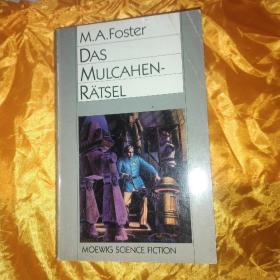 M.A.Foster
DAS
MULCAHEN-
RÄTSEL
MOEWIG SCIENCE FICTION